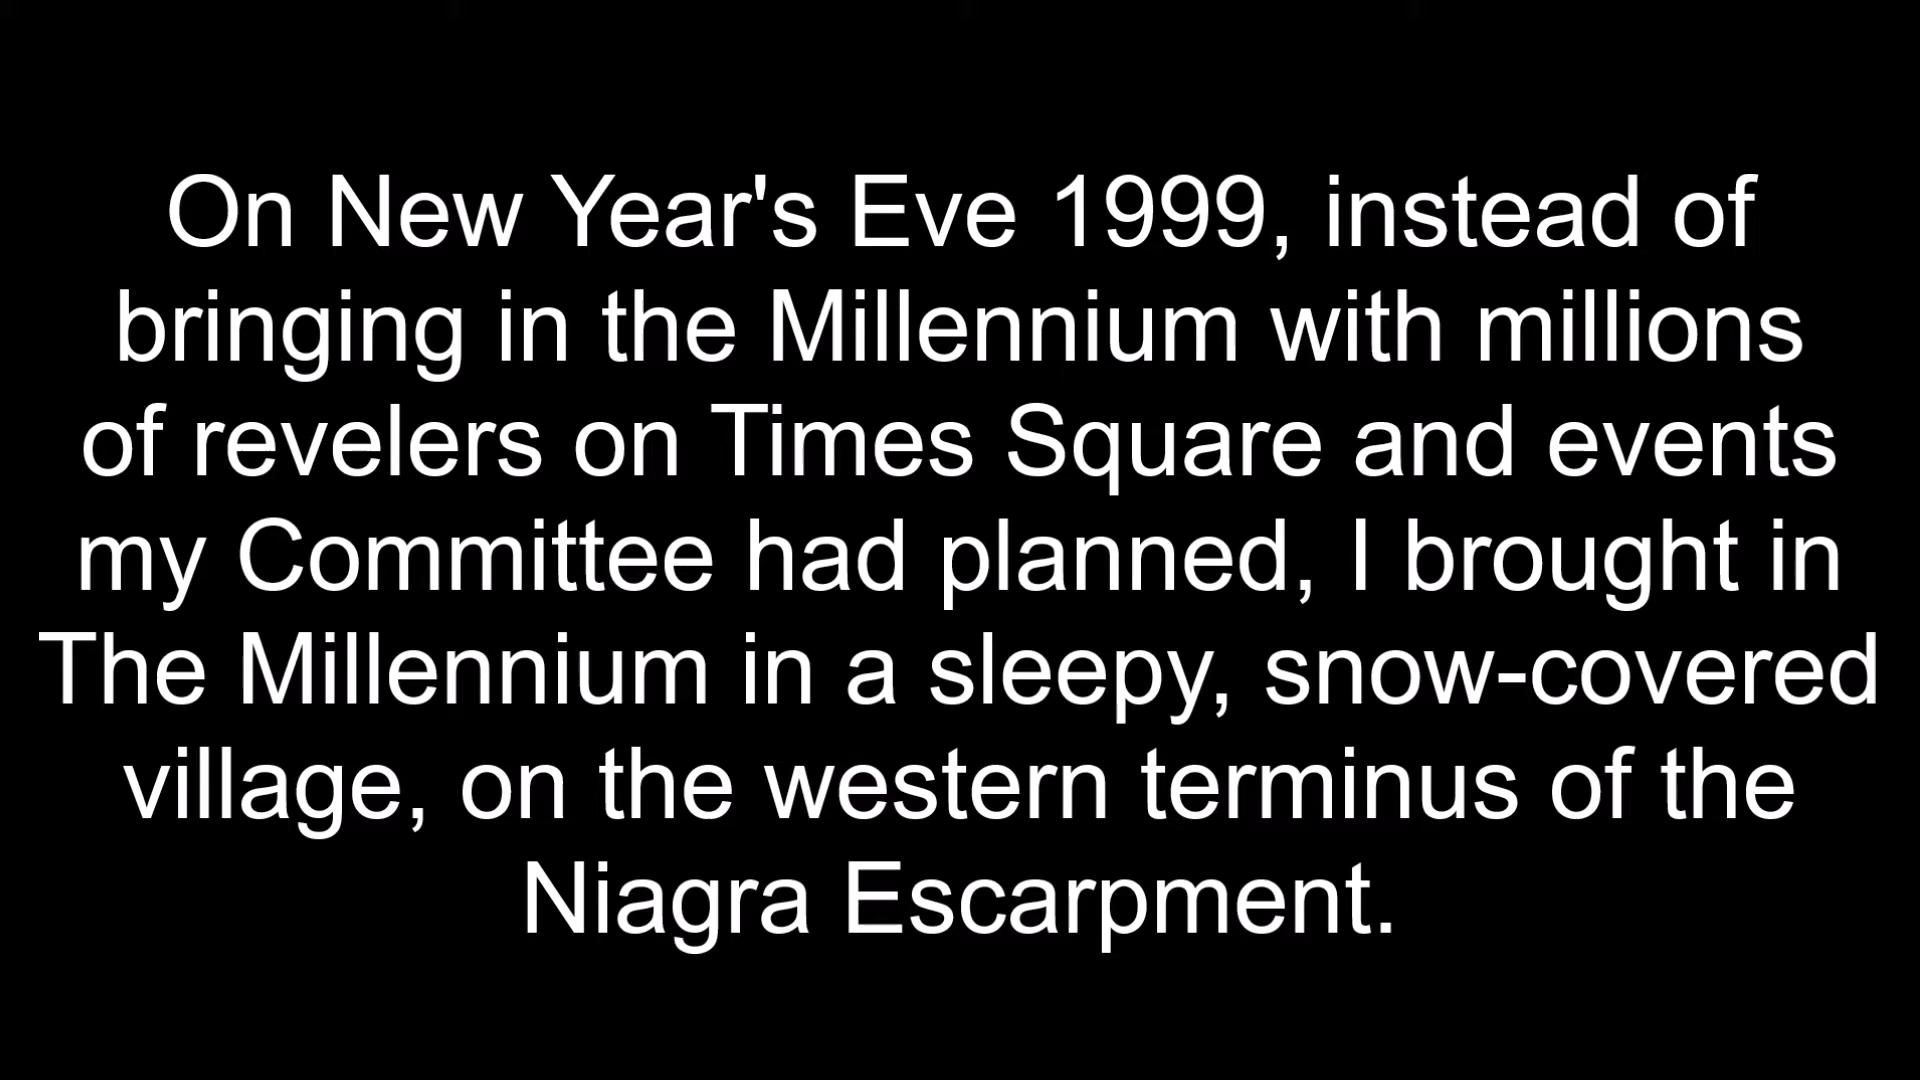 On New Year's Eve 1999, instead of
bringing in the Millennium with millions
of revelers on Times Square and events
my Committee had planned, I brought in
The Millennium in a sleepy, snow-covered
village, on the western terminus of the
Niagra Escarpment.